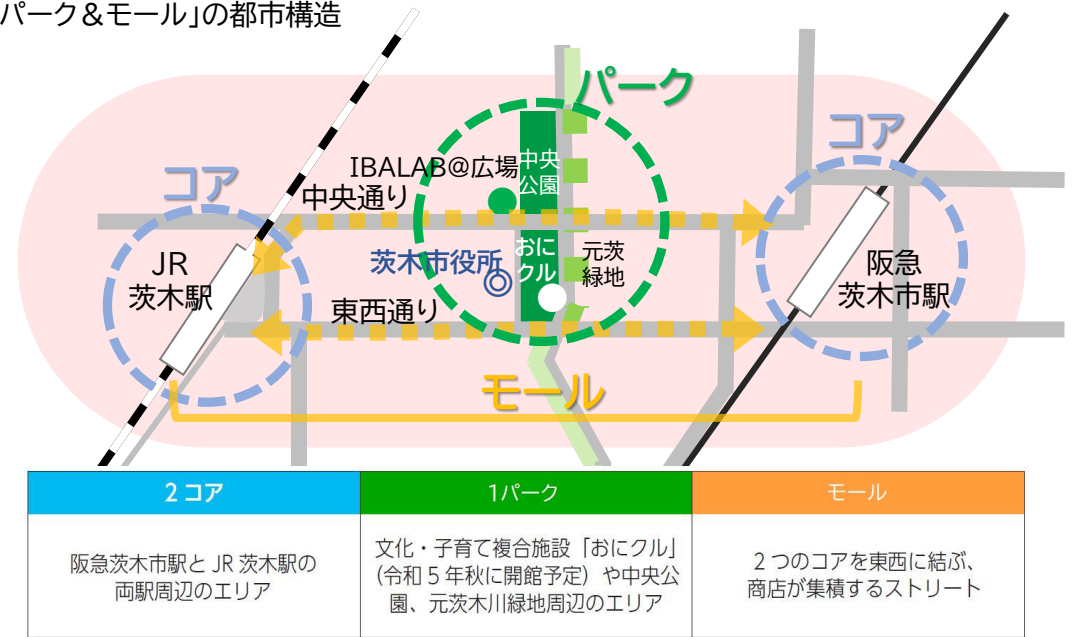 パーク＆モール」の都市構造
パーク
コア
コア
IBALAB@広場
中央
公園
中央通り
JR
茨木駅
茨木市役所
おに
クル
元茨
緑地
阪急
茨木市駅
東西通り
モール
2 コア
1パーク
モール
阪急茨木市駅と JR 茨木駅の
両駅周辺のエリア
文化・子育て複合施設「おにクル」
（令和 5 年秋に開館予定）や中央公
園、元茨木川緑地周辺のエリア
2 つのコアを東西に結ぶ、
商店が集積するストリート